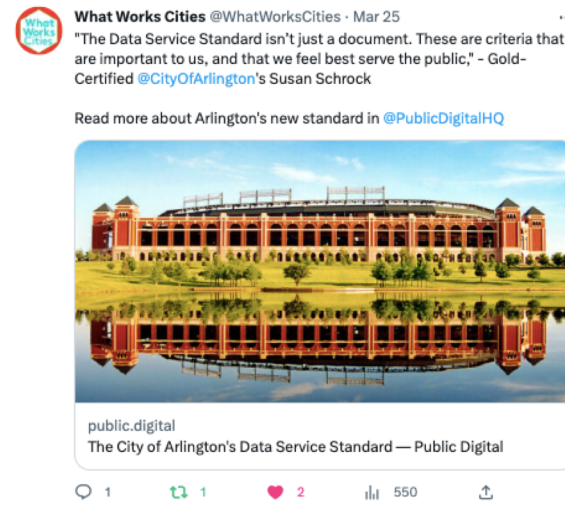 What Works Cities
What Works Cities @WhatWorksCities · Mar 25
"The Data Service Standard isn’t just a document. These are criteria that
are important to us, and that we feel best serve the public," - Gold-
Certified @CityOfArlington's Susan Schrock
Read more about Arlington's new standard in @PublicDigitalHQ
public.digital
The City of Arlington's Data Service Standard — Public Digital
1 1 2 550